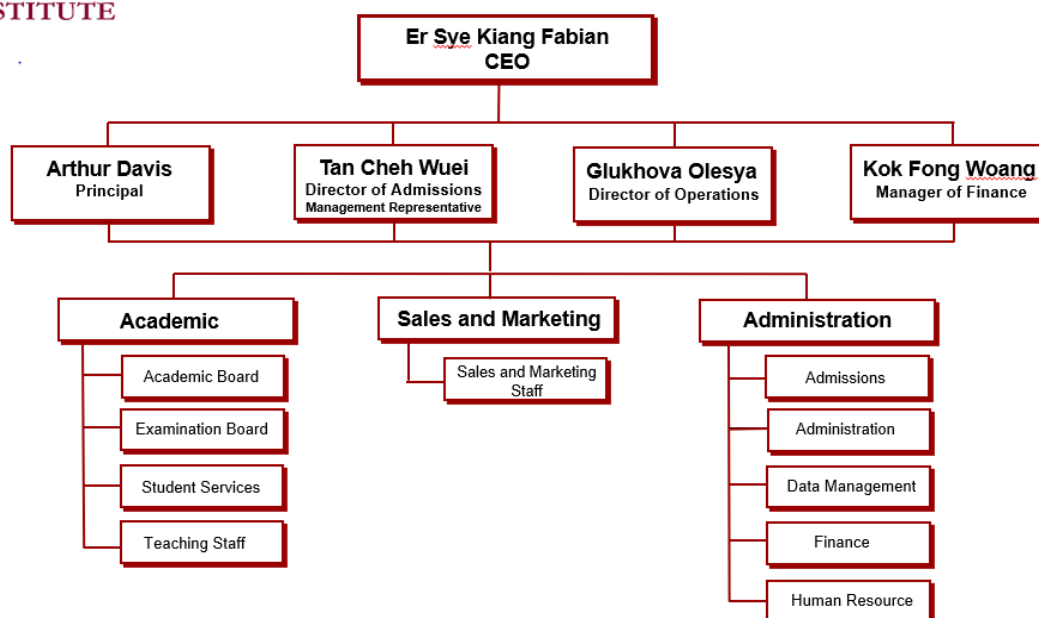 STITUTE
Er Sye Kiang Fabian
CEO
Arthur Davis
Principal
Tan Cheh Wuei
Director of Admissions
Management Representative
Glukhova Olesya
Director of Operations
Kok Fong Woang
Manager of Finance
Academic
Sales and Marketing
Administration
Academic Board
Examination Board
Student Services
Teaching Staff
Sales and Marketing
Staff
Admissions
Administration
Data Management
Finance
Human Resource